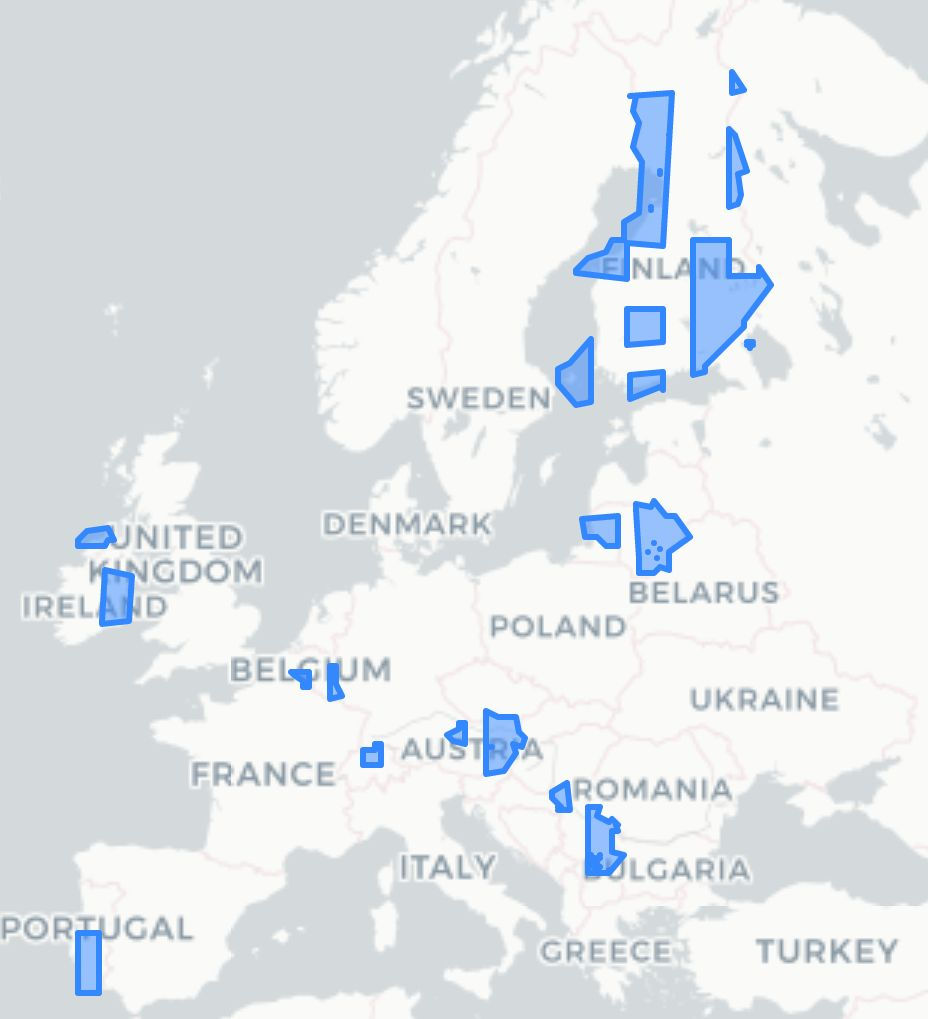 FINLAND
SWEDEN
DENMARK
UNITED
KINGDOM
IRELAND
BELARUS
POLAND
BELGIUM
UKRAINE
AUSTRIA
FRANCE
ROMANIA
ITALY
BULGARIA
PORTUGAL
GREECE
TURKEY